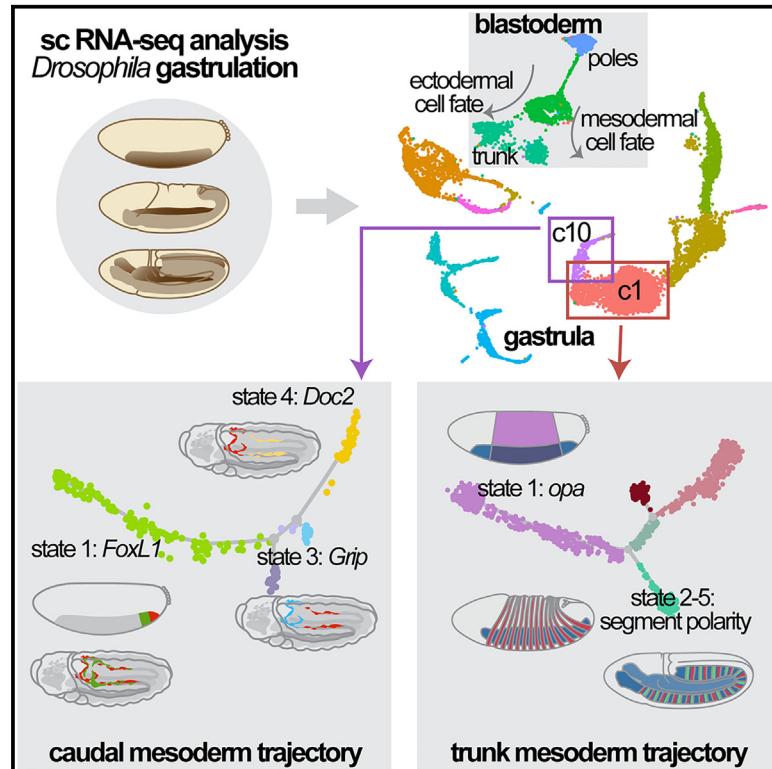 sc RNA-seq analysis
Drosophila gastrulation
blastoderm
poles
ectodermal
cell fate
mesodermal
cell fate
trunk
c10
c1
gastrula
state 4: Doc2
state 1: FoxL1
state 3: Grip
caudal mesoderm trajectory
state 1: opa
state 2-5:
segment polarity
trunk mesoderm trajectory